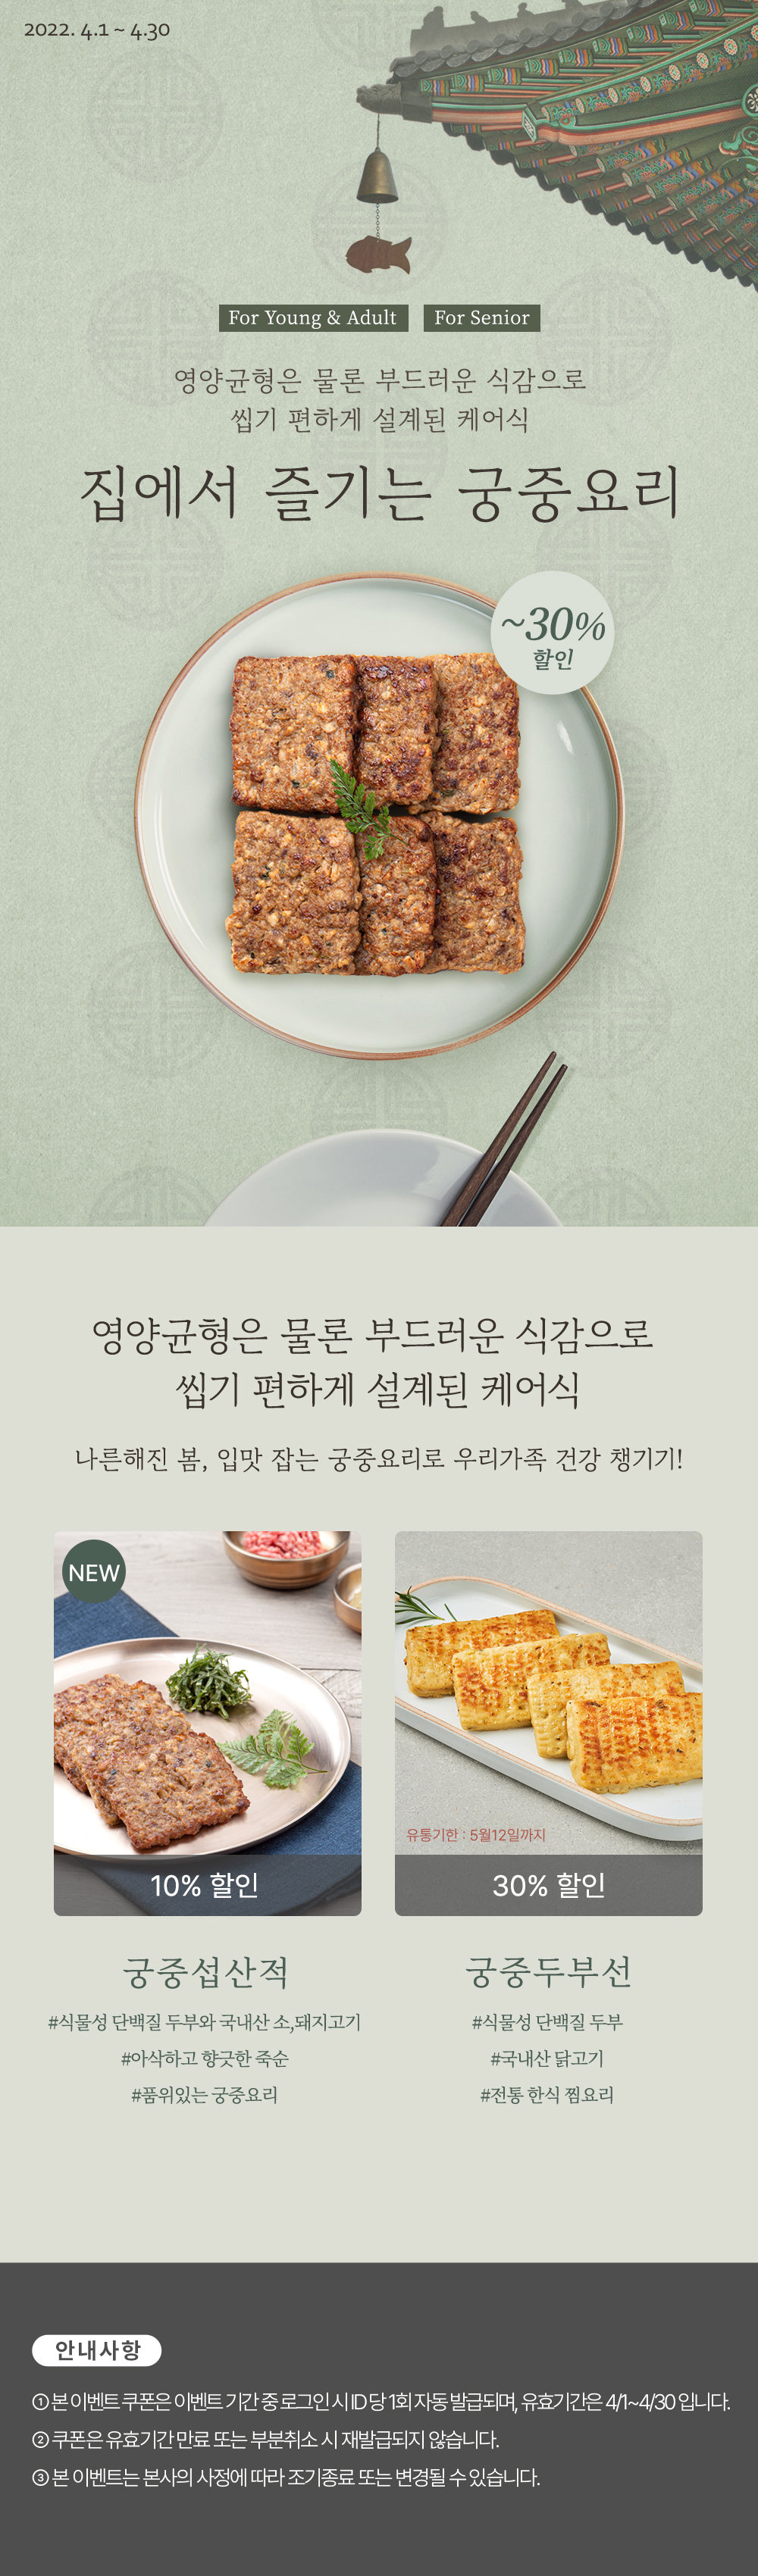 2022. 4.1 ~ 4.30
For Young & Adult
For Senior
영양균형은 물론 부드러운 식감으로
씹기 편하게 설계된 케어식
집에서 즐기는 궁중요리
~30%
할인
영양균형은 물론 부드러운 식감으로
씹기 편하게 설계된 케어식
나른해진 봄, 입맛 잡는 궁중요리로 우리가족 건강 챙기기!
NEW
10% 할인
궁중섭산적
#식물성 단백질 두부와 국내산 소,돼지고기
#아삭하고 향긋한 죽순
#품위있는 궁중요리
유통기한 : 5월12일까지
30% 할인
궁중두부선
#식물성 단백질 두부
#국내산 닭고기
#전통 한식 찜요리
안내사항
① 본 이벤트 쿠폰은 이벤트 기간 중 로그인 시 ID 당 1회 자동 발급되며, 유효기간은 4/1~4/30 입니다.
② 쿠폰은 유효기간 만료 또는 부분취소 시 재발급되지 않습니다.
③ 본 이벤트는 본사의 사정에 따라 조기종료 또는 변경될 수 있습니다.